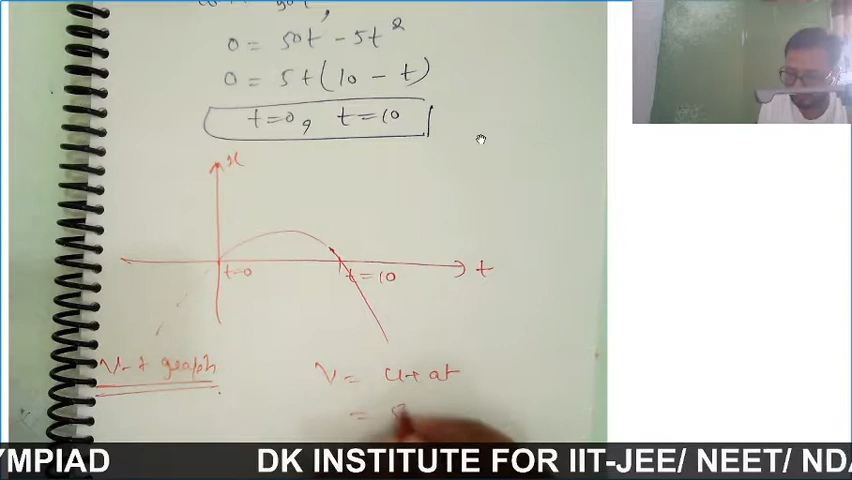 0 = 50t - 5t²
0 = 5t(10 - t)
t=0, t=10
x
t=0
t=10
t
V-t graph
V = u+at
=
YMPIAD DK INSTITUTE FOR IIT-JEE/ NEET/ NDA